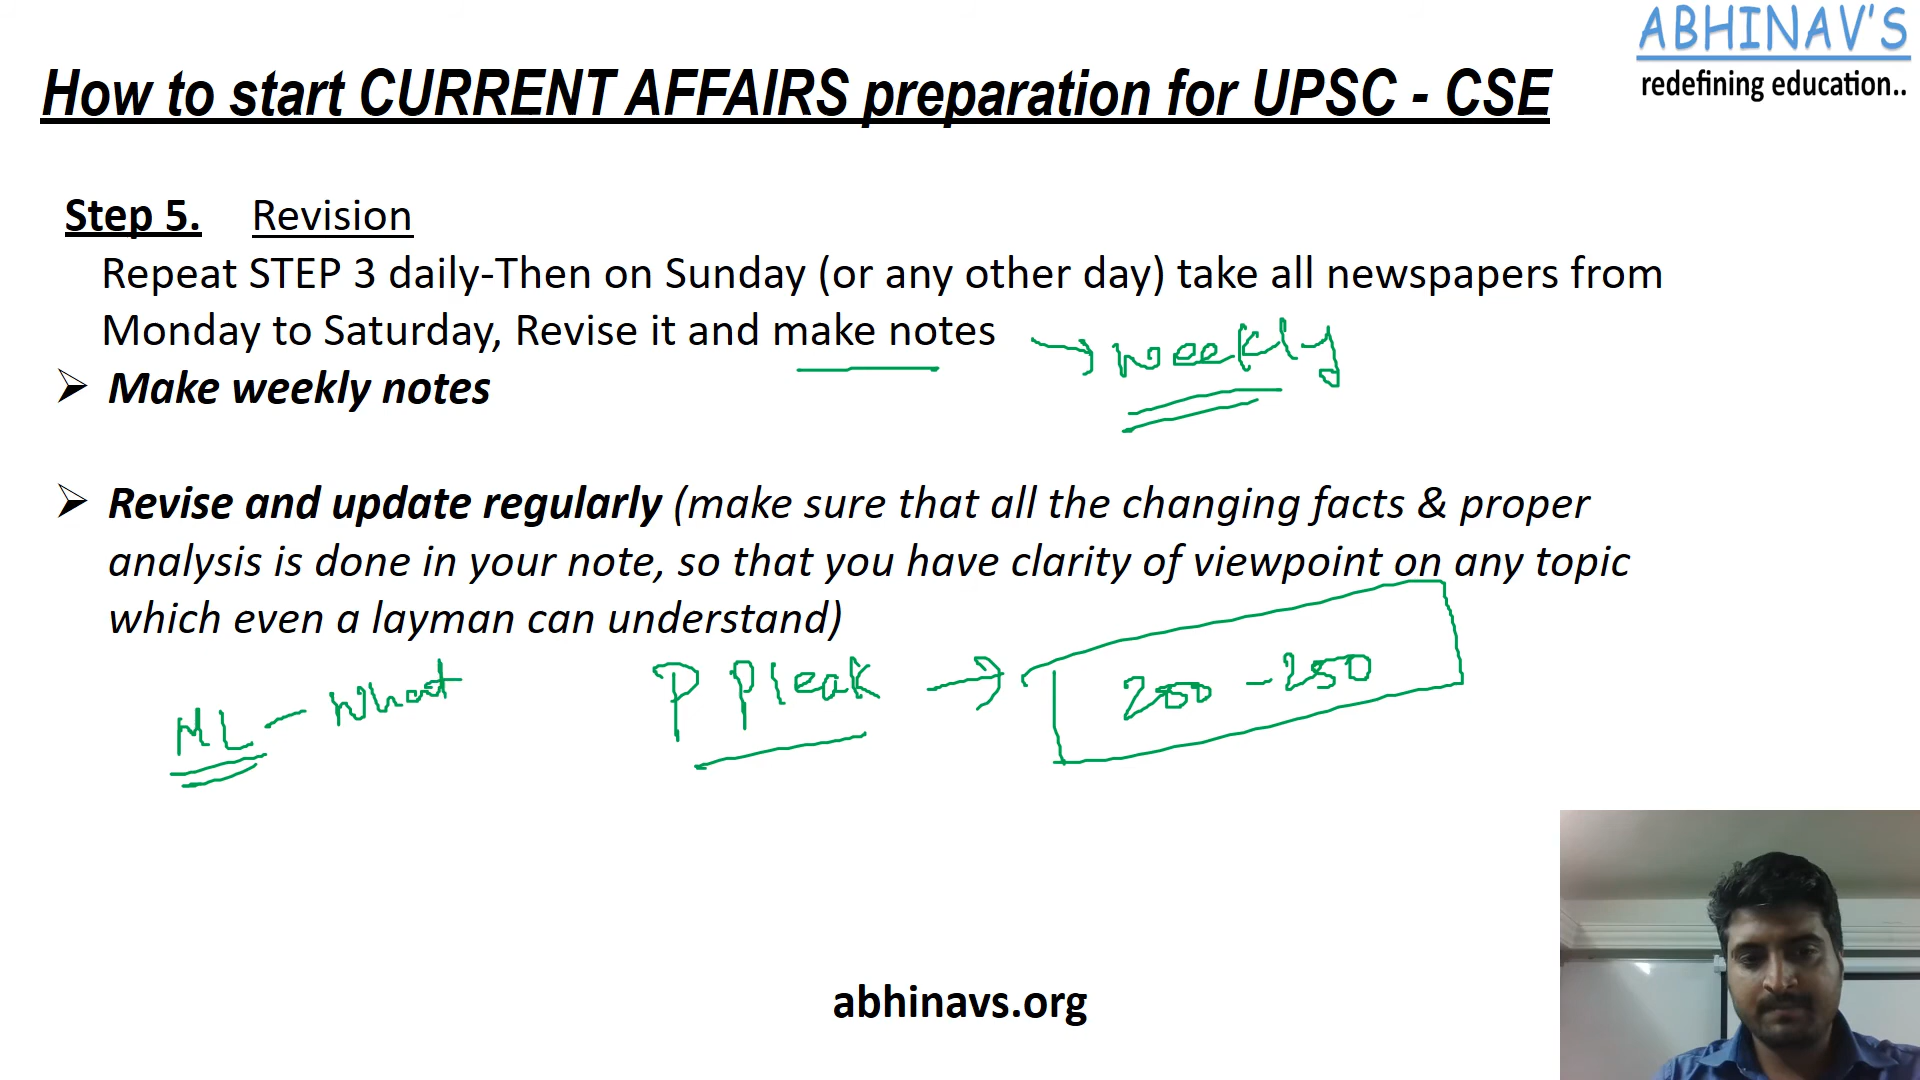 ABHINAV'S
redefining education..
How to start CURRENT AFFAIRS preparation for UPSC - CSE
Step 5. Revision
Repeat STEP 3 daily-Then on Sunday (or any other day) take all newspapers from
Monday to Saturday, Revise it and make notes
→ weekly
➢ Make weekly notes
➢ Revise and update regularly (make sure that all the changing facts & proper
analysis is done in your note, so that you have clarity of viewpoint on any topic
which even a layman can understand)
ML - What
P Pleak → 200 - 250
abhinavs.org